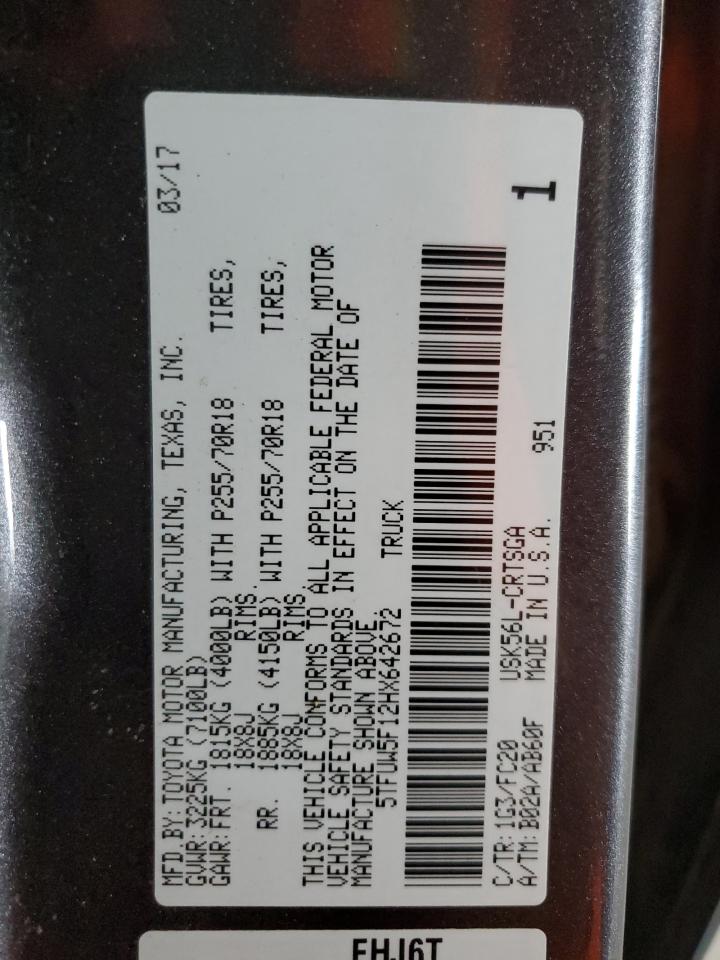 MFD.BY: TOYOTA MOTOR MANUFACTURING, TEXAS, INC. 03/17
GVWR: 3225KG (7100LB)
GAWR: FRT. 1815KG (4000LB) WITH P255/70R18 TIRES,
18X8J RIMS.
RR. 1885KG (4150LB) WITH P255/70R18 TIRES,
18X8J RIMS.
THIS VEHICLE CONFORMS TO ALL APPLICABLE FEDERAL MOTOR
VEHICLE SAFETY STANDARDS IN EFFECT ON THE DATE OF
MANUFACTURE SHOWN ABOVE.
5TFUW5F12HX642672 TRUCK
C/TR: 1G3/FC20 USK56L-CRTSGA
A/TM: B02A/AB60F MADE IN U.S.A. 951
1
EHJ6T